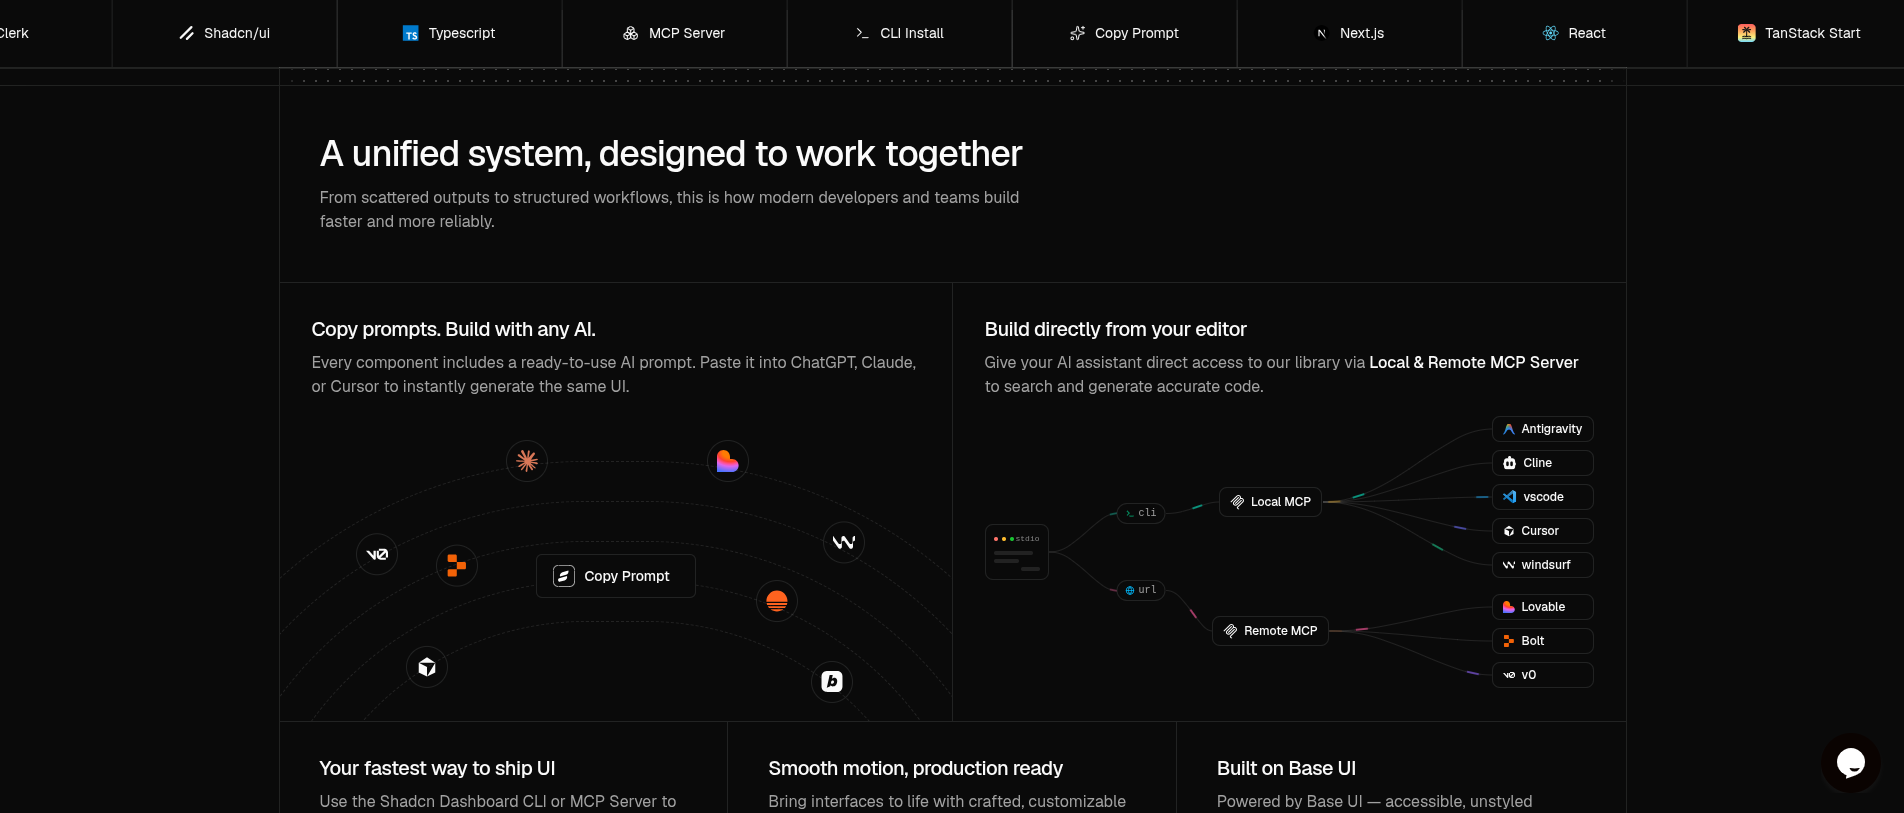 Clerk
Shadcn/ui
Typescript
MCP Server
CLI Install
Copy Prompt
Next.js
React
TanStack Start
A unified system, designed to work together
From scattered outputs to structured workflows, this is how modern developers and teams build
faster and more reliably.
Copy prompts. Build with any AI.
Every component includes a ready-to-use AI prompt. Paste it into ChatGPT, Claude,
or Cursor to instantly generate the same UI.
v0
Copy Prompt
b
Build directly from your editor
Give your AI assistant direct access to our library via Local & Remote MCP Server
to search and generate accurate code.
stdio
cli
url
Local MCP
Remote MCP
Antigravity
Cline
vscode
Cursor
windsurf
Lovable
Bolt
v0
Your fastest way to ship UI
Use the Shadcn Dashboard CLI or MCP Server to
Smooth motion, production ready
Bring interfaces to life with crafted, customizable
Built on Base UI
Powered by Base UI — accessible, unstyled